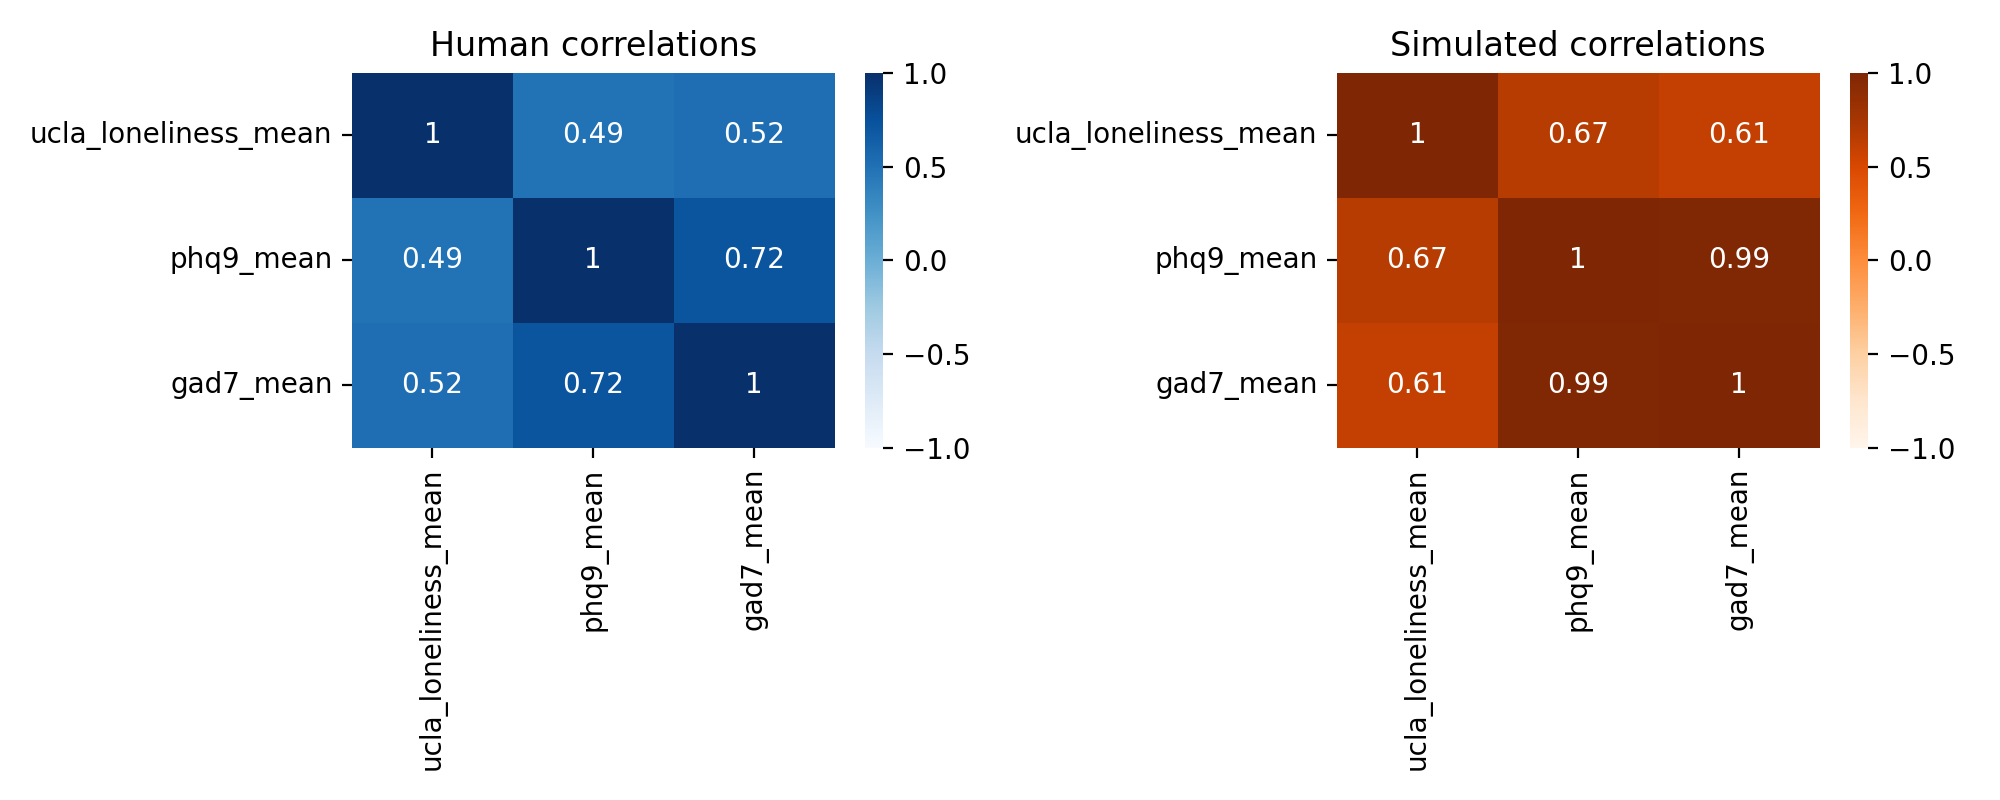 Human correlations
ucla_loneliness_mean 1 0.49 0.52
phq9_mean 0.49 1 0.72
gad7_mean 0.52 0.72 1
ucla_loneliness_mean phq9_mean gad7_mean
1.0
0.5
0.0
−0.5
−1.0
Simulated correlations
ucla_loneliness_mean 1 0.67 0.61
phq9_mean 0.67 1 0.99
gad7_mean 0.61 0.99 1
ucla_loneliness_mean phq9_mean gad7_mean
1.0
0.5
0.0
−0.5
−1.0